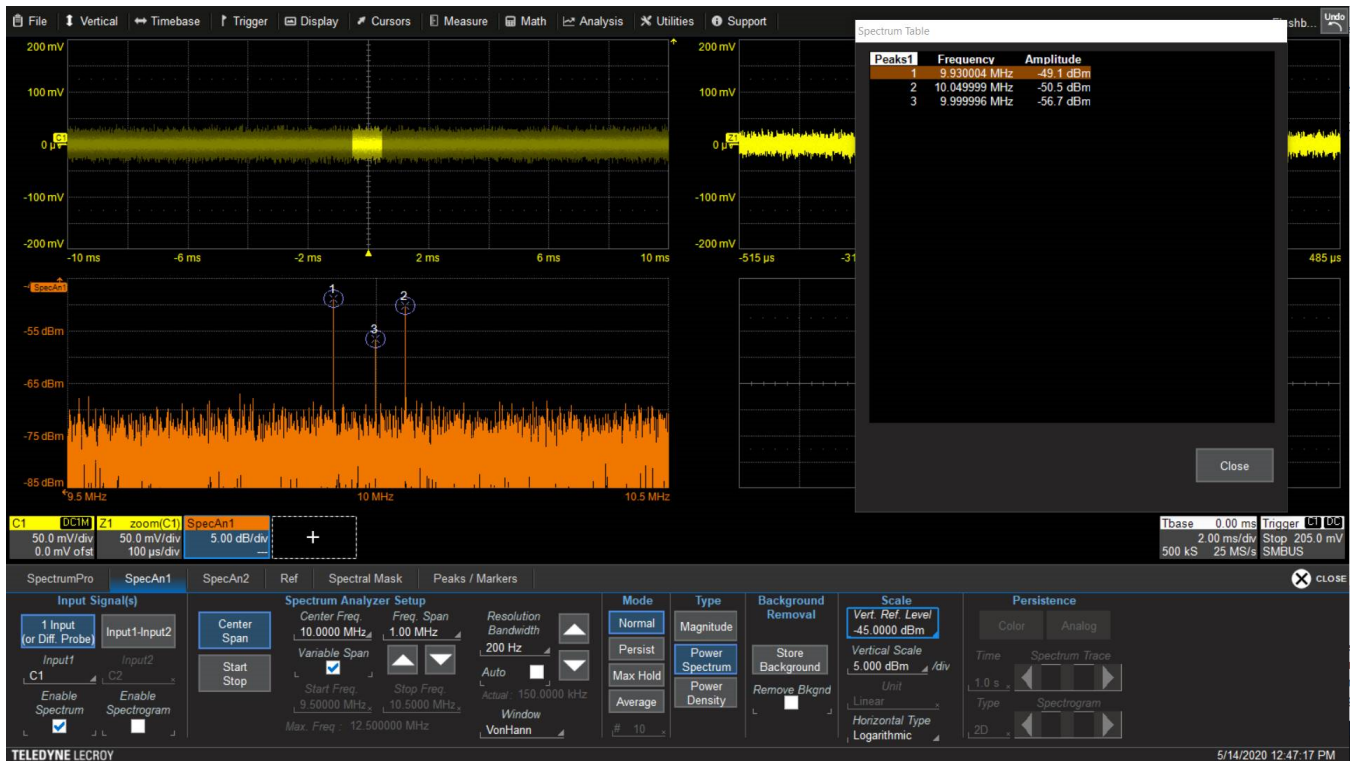 File Vertical Timebase Trigger Display Cursors Measure Math Analysis Utilities Support
shb... Undo
Spectrum Table
Peaks1 Frequency Amplitude
1 9.930004 MHz -49.1 dBm
2 10.049999 MHz -50.5 dBm
3 9.999996 MHz -56.7 dBm
Close
200 mV
100 mV
C1
0 µV
-100 mV
-200 mV
-10 ms -6 ms -2 ms 2 ms 6 ms 10 ms
200 mV
100 mV
Z1
0 µV
-100 mV
-200 mV
-515 µs -31 485 µs
SpecAn1
-55 dBm
-65 dBm
-75 dBm
-85 dBm
1
2
3
9.5 MHz 10 MHz 10.5 MHz
C1 DC1M
50.0 mV/div
0.0 mV ofst
Z1 zoom(C1)
50.0 mV/div
100 µs/div
SpecAn1
5.00 dB/div
---
+
Tbase 0.00 ms
2.00 ms/div
500 kS 25 MS/s
Trigger C1 DC
Stop 205.0 mV
SMBUS
SpectrumPro SpecAn1 SpecAn2 Ref Spectral Mask Peaks / Markers
CLOSE
Input Signal(s)
1 Input
(or Diff. Probe)
Input1-Input2
Input1 Input2
C1 C2
Enable
Spectrum
Enable
Spectrogram
Spectrum Analyzer Setup
Center
Span
Start
Stop
Center Freq. Freq. Span
10.0000 MHz 1.00 MHz
Variable Span
Start Freq. Stop Freq.
9.50000 MHz 10.5000 MHz
Max. Freq : 12.500000 MHz
Resolution
Bandwidth
200 Hz
Auto
Actual : 150.0000 kHz
Window
VonHann
Mode
Normal
Persist
Max Hold
Average
# 10
Type
Magnitude
Power
Spectrum
Power
Density
Background
Removal
Store
Background
Remove Bkgnd
Scale
Vert. Ref. Level
-45.0000 dBm
Vertical Scale
5.000 dBm /div
Unit
Linear
Horizontal Type
Logarithmic
Persistence
Color Analog
Time Spectrum Trace
1.0 s
Type Spectrogram
2D
TELEDYNE LECROY
5/14/2020 12:47:17 PM